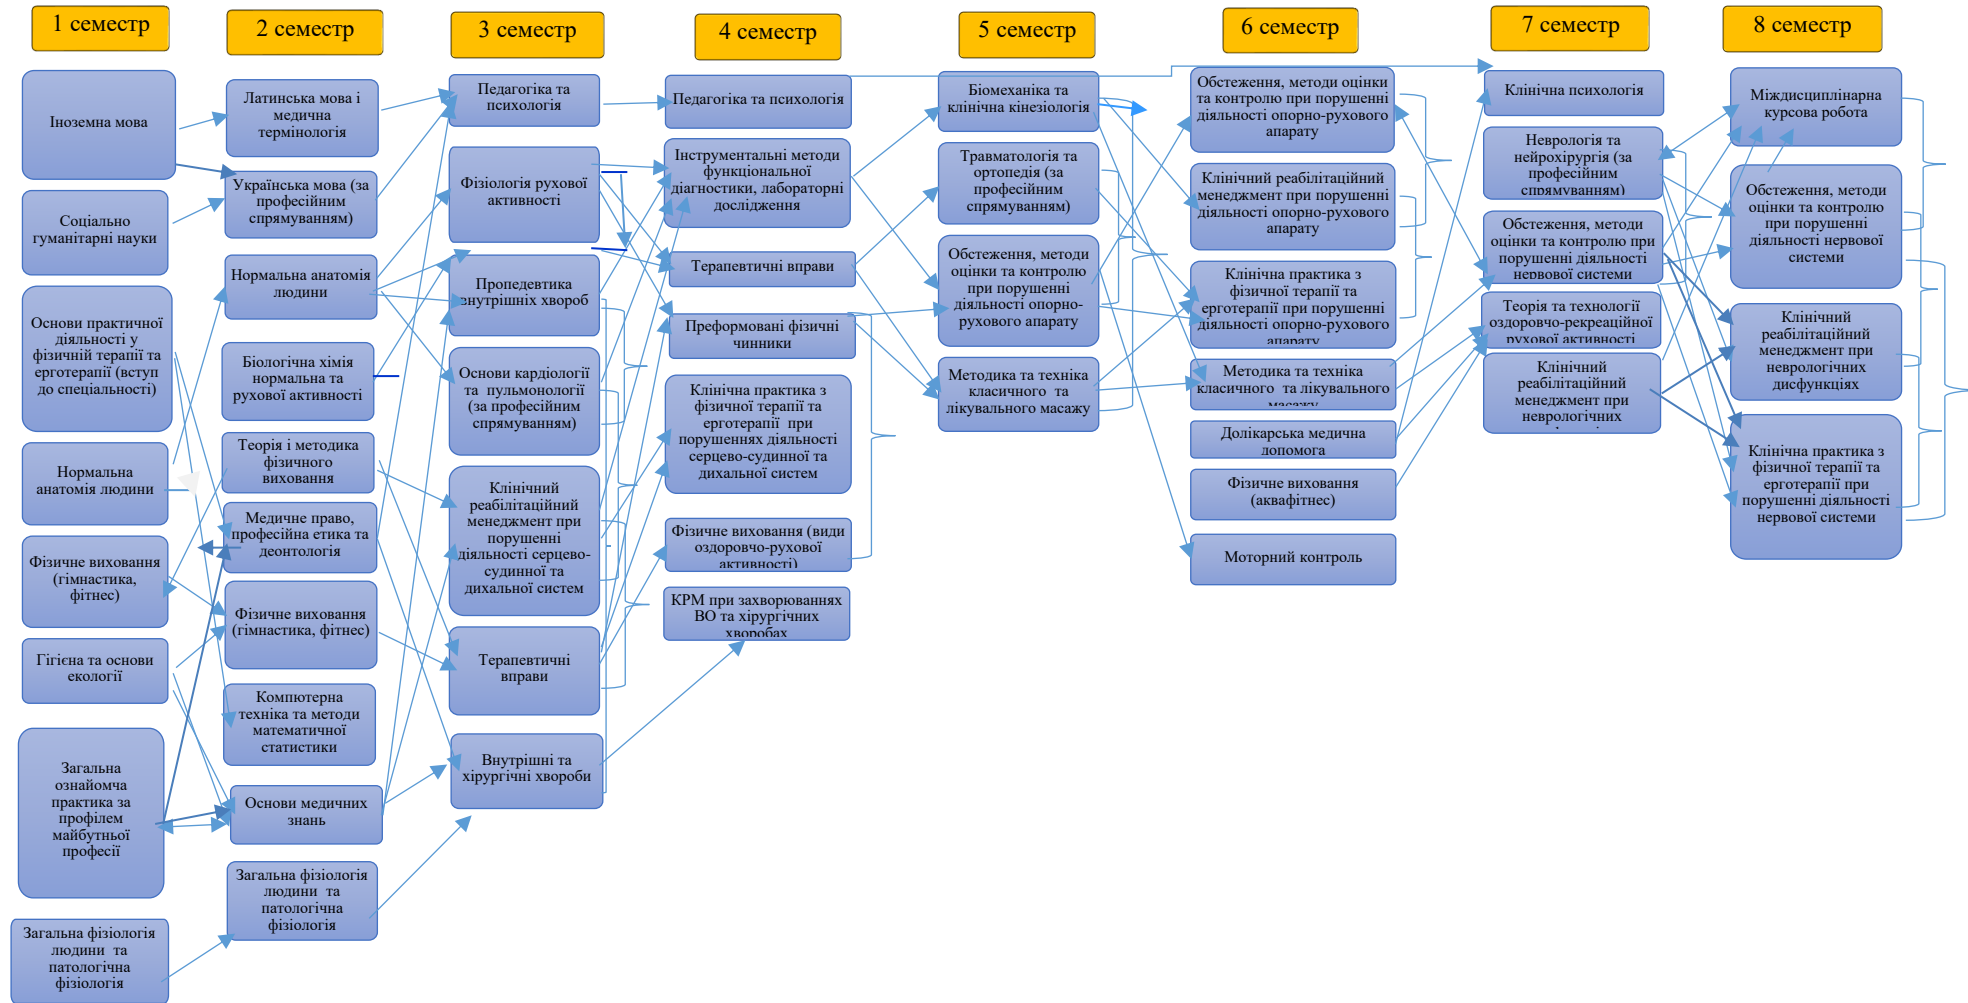 1 семестр
2 семестр
3 семестр
4 семестр
5 семестр
6 семестр
7 семестр
8 семестр
Іноземна мова
Соціально
гуманітарні науки
Основи практичної
діяльності у
фізичній терапії та
ерготерапії (вступ
до спеціальності)
Нормальна
анатомія людини
Фізичне виховання
(гімнастика,
фітнес)
Гігієна та основи
екології
Загальна
ознайомча
практика за
профілем
майбутньої
професії
Загальна фізіологія
людини та
патологічна
фізіологія
Латинська мова і
медична
термінологія
Українська мова (за
професійним
спрямуванням)
Нормальна анатомія
людини
Біологічна хімія
нормальна та
рухової активності
Теорія і методика
фізичного
виховання
Медичне право,
професійна етика та
деонтологія
Фізичне виховання
(гімнастика, фітнес)
Компютерна
техніка та методи
математичної
статистики
Основи медичних
знань
Загальна фізіологія
людини та
патологічна
фізіологія
Педагогіка та
психологія
Фізіологія рухової
активності
Пропедевтика
внутрішніх хвороб
Основи кардіології
та пульмонології
(за професійним
спрямуванням)
Клінічний
реабілітаційний
менеджмент при
порушенні
діяльності серцево-
судинної та
дихальної систем
Терапевтичні
вправи
Внутрішні та
хірургічні хвороби
Педагогіка та психологія
Інструментальні методи
функціональної
діагностики, лабораторні
дослідження
Терапевтичні вправи
Преформовані фізичні
чинники
Клінічна практика з
фізичної терапії та
ерготерапії при
порушеннях діяльності
серцево-судинної та
дихальної систем
Фізичне виховання (види
оздоровчо-рухової
активності)
КРМ при захворюваннях
ВО та хірургічних
хворобах
Біомеханіка та
клінічна кінезіологія
Травматологія та
ортопедія (за
професійним
спрямуванням)
Обстеження, методи
оцінки та контролю
при порушенні
діяльності опорно-
рухового апарату
Методика та техніка
класичного та
лікувального масажу
Обстеження, методи оцінки
та контролю при порушенні
діяльності опорно-рухового
апарату
Клінічний реабілітаційний
менеджмент при порушенні
діяльності опорно-рухового
апарату
Клінічна практика з
фізичної терапії та
ерготерапії при порушенні
діяльності опорно-рухового
апарату
Методика та техніка
класичного та лікувального
масажу
Долікарська медична
допомога
Фізичне виховання
(аквафітнес)
Моторний контроль
Клінічна психологія
Неврологія та
нейрохірургія (за
професійним
спрямуванням)
Обстеження, методи
оцінки та контролю при
порушенні діяльності
нервової системи
Теорія та технології
оздоровчо-рекреаційної
рухової активності
Клінічний
реабілітаційний
менеджмент при
неврологічних
Міждисциплінарна
курсова робота
Обстеження, методи
оцінки та контролю
при порушенні
діяльності нервової
системи
Клінічний
реабілітаційний
менеджмент при
неврологічних
дисфункціях
Клінічна практика з
фізичної терапії та
ерготерапії при
порушенні діяльності
нервової системи